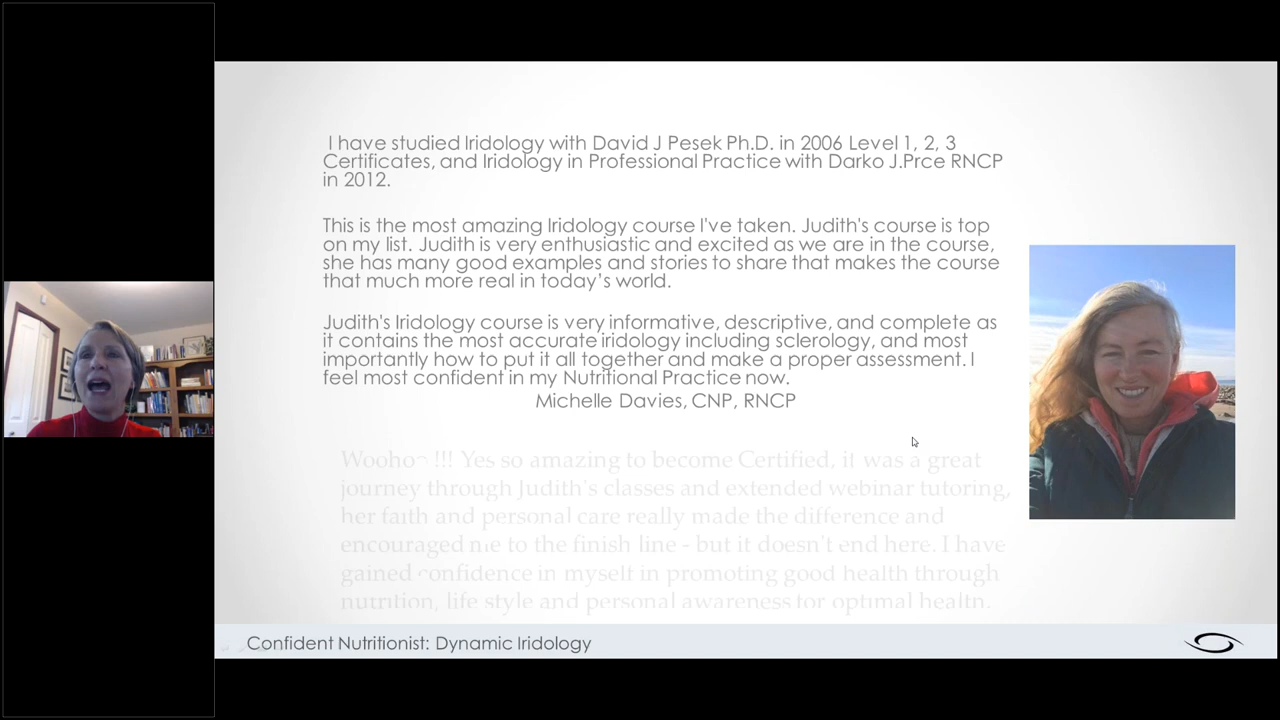 I have studied Iridology with David J Pesek Ph.D. in 2006 Level 1, 2, 3
Certificates, and Iridology in Professional Practice with Darko J.Prce RNCP
in 2012.
This is the most amazing Iridology course I've taken. Judith's course is top
on my list. Judith is very enthusiastic and excited as we are in the course,
she has many good examples and stories to share that makes the course
that much more real in today’s world.
Judith's Iridology course is very informative, descriptive, and complete as
it contains the most accurate iridology including sclerology, and most
importantly how to put it all together and make a proper assessment. I
feel most confident in my Nutritional Practice now.
Michelle Davies, CNP, RNCP
Woohoo !!! Yes so amazing to become Certified, it was a great
journey through Judith's classes and extended webinar tutoring,
her faith and personal care really made the difference and
encouraged me to the finish line - but it doesn't end here. I have
gained confidence in myself in promoting good health through
nutrition, life style and personal awareness for optimal health.
Confident Nutritionist: Dynamic Iridology